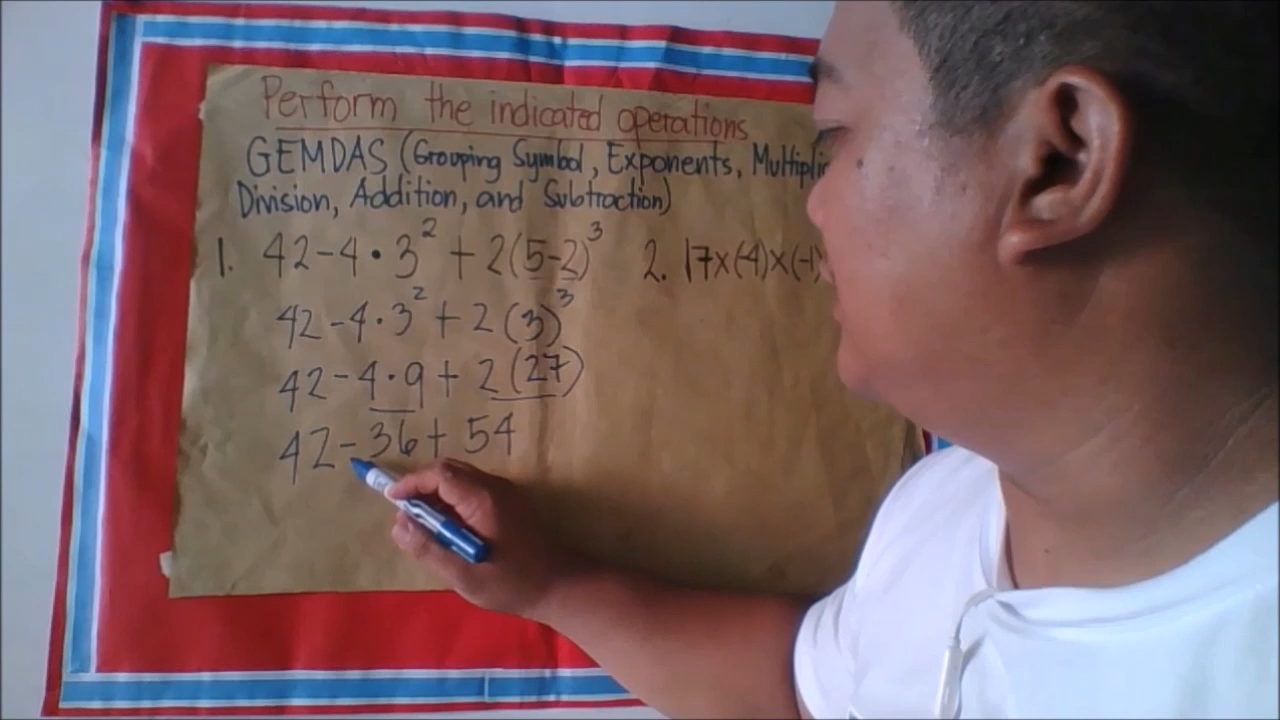 Perform the indicated operations
GEMDAS (Grouping Symbol, Exponents,
Division, Addition, and Subtraction)
1. 42-4•3² + 2(5-2)³
2. 17x(-4)x(-1)
42-4•3² + 2(3)³
42-4•9+2(27)
42-36+54